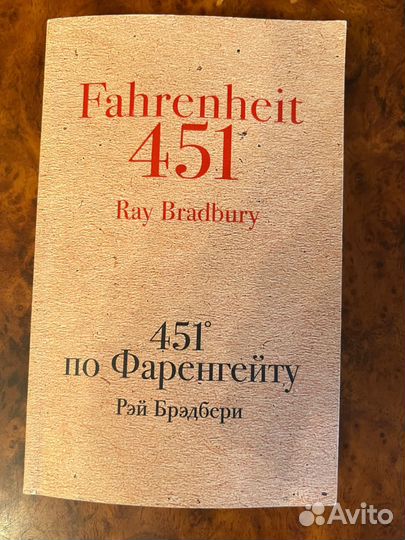 Fahrenheit
451
Ray Bradbury
451°
по Фаренгейту
Рэй Брэдбери
Avito